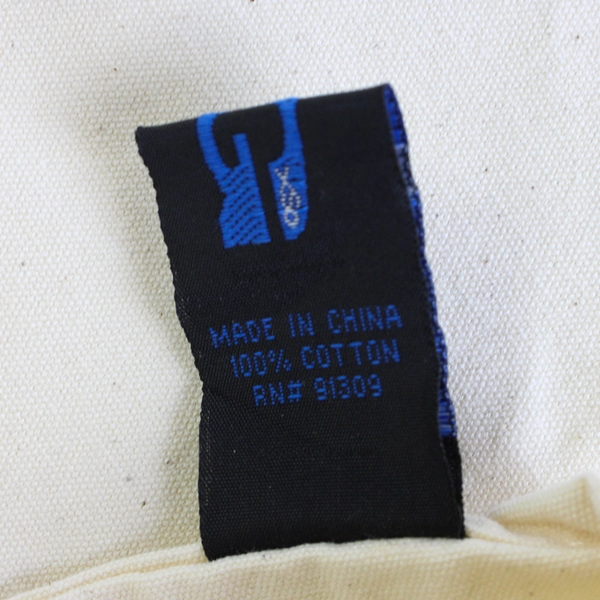 MADE IN CHINA
100% COTTON
RN# 91309